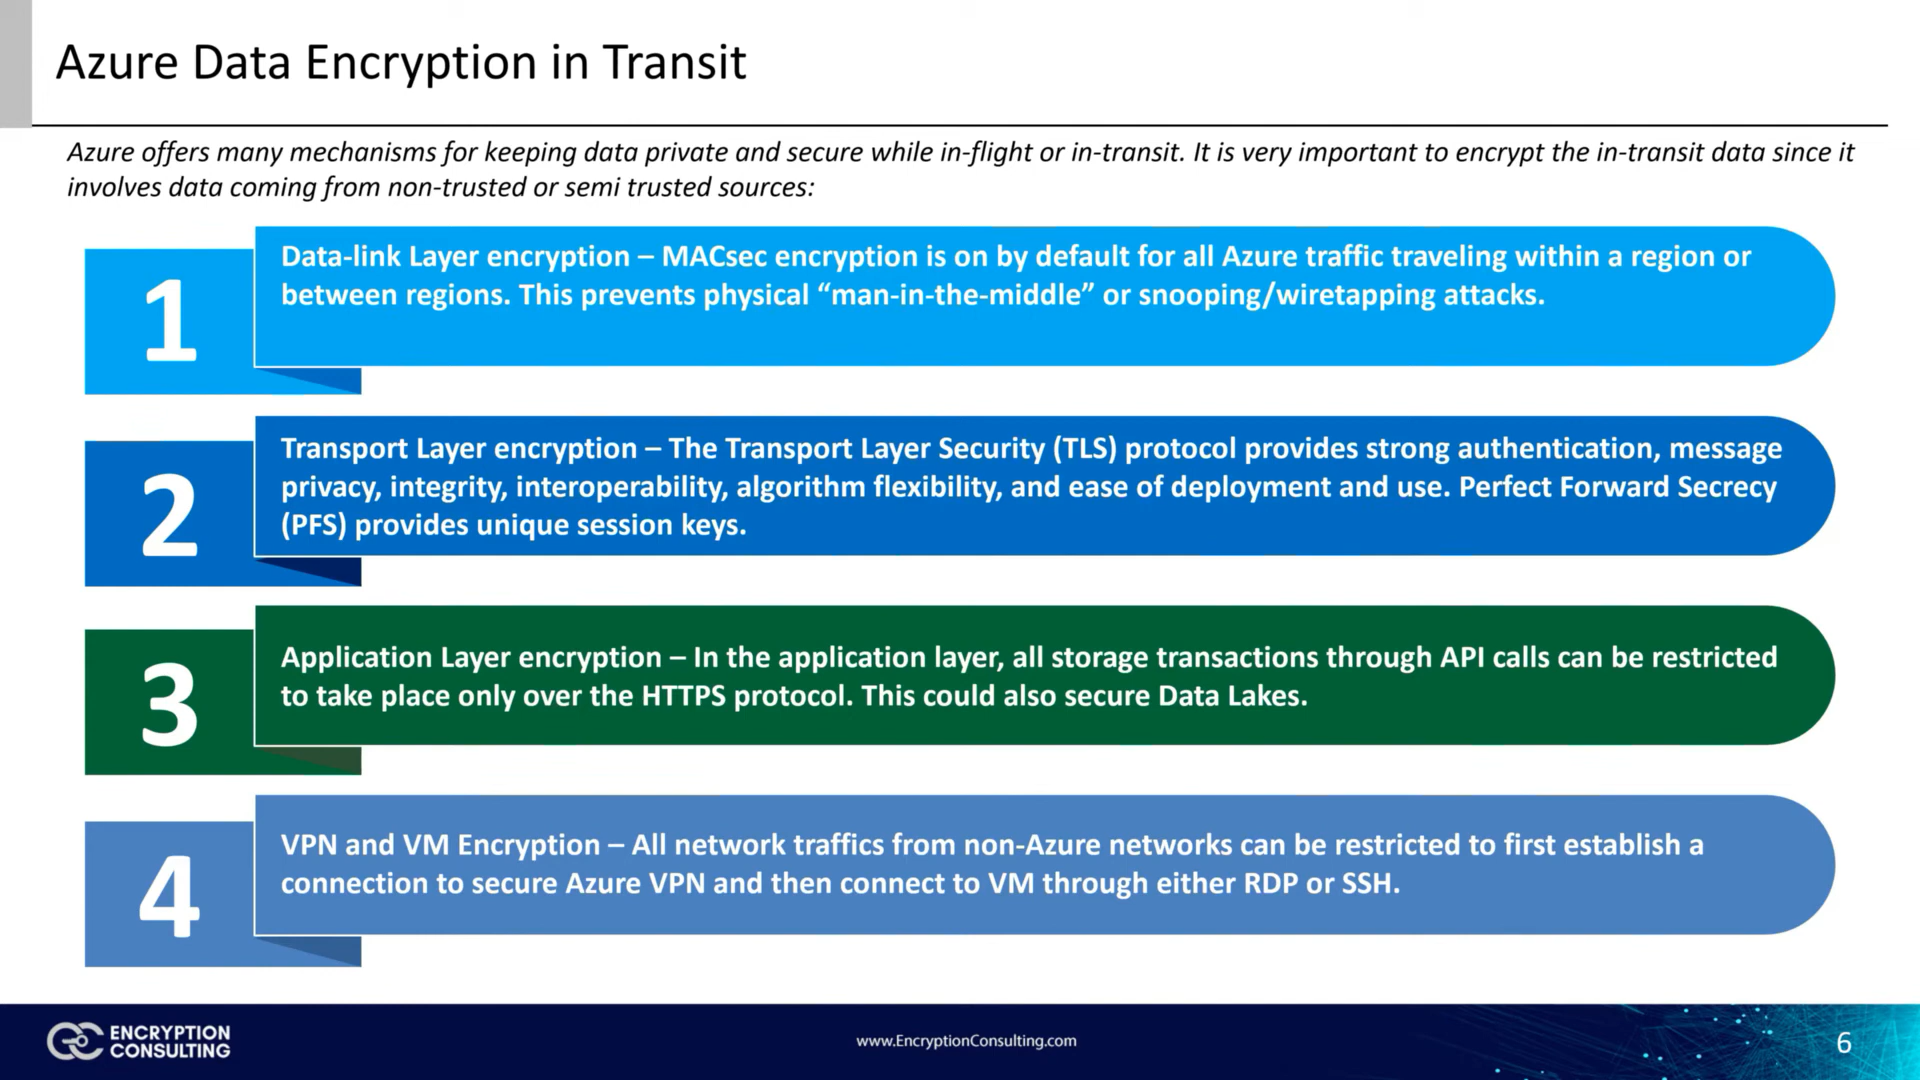 Azure Data Encryption in Transit
Azure offers many mechanisms for keeping data private and secure while in-flight or in-transit. It is very important to encrypt the in-transit data since it
involves data coming from non-trusted or semi trusted sources:
1
Data-link Layer encryption – MACsec encryption is on by default for all Azure traffic traveling within a region or
between regions. This prevents physical “man-in-the-middle” or snooping/wiretapping attacks.
2
Transport Layer encryption – The Transport Layer Security (TLS) protocol provides strong authentication, message
privacy, integrity, interoperability, algorithm flexibility, and ease of deployment and use. Perfect Forward Secrecy
(PFS) provides unique session keys.
3
Application Layer encryption – In the application layer, all storage transactions through API calls can be restricted
to take place only over the HTTPS protocol. This could also secure Data Lakes.
4
VPN and VM Encryption – All network traffics from non-Azure networks can be restricted to first establish a
connection to secure Azure VPN and then connect to VM through either RDP or SSH.
ENCRYPTION
CONSULTING
www.EncryptionConsulting.com
6